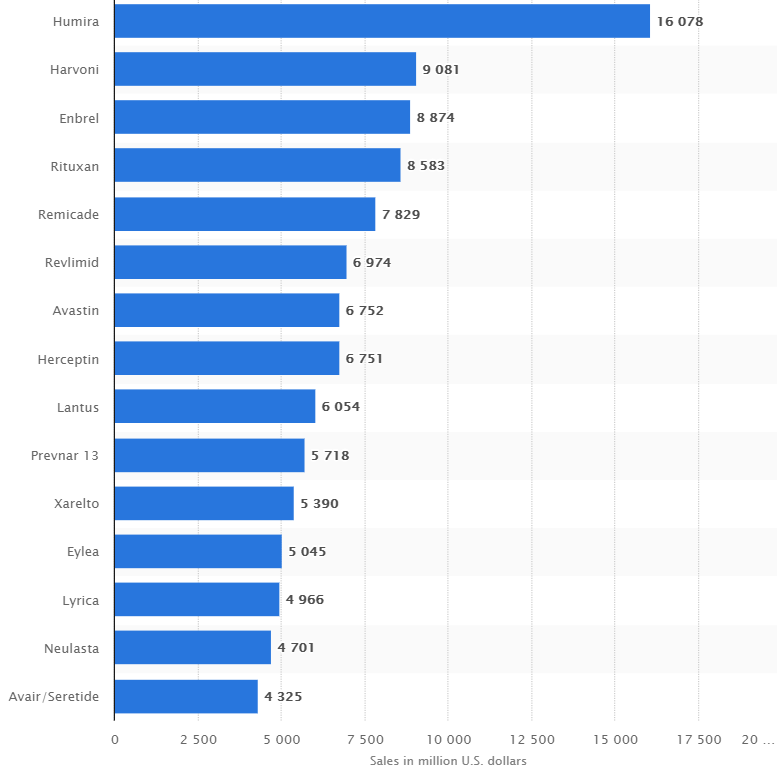 Humira 16 078
Harvoni 9 081
Enbrel 8 874
Rituxan 8 583
Remicade 7 829
Revlimid 6 974
Avastin 6 752
Herceptin 6 751
Lantus 6 054
Prevnar 13 5 718
Xarelto 5 390
Eylea 5 045
Lyrica 4 966
Neulasta 4 701
Avair/Seretide 4 325
0 2 500 5 000 7 500 10 000 12 500 15 000 17 500 20 ...
Sales in million U.S. dollars